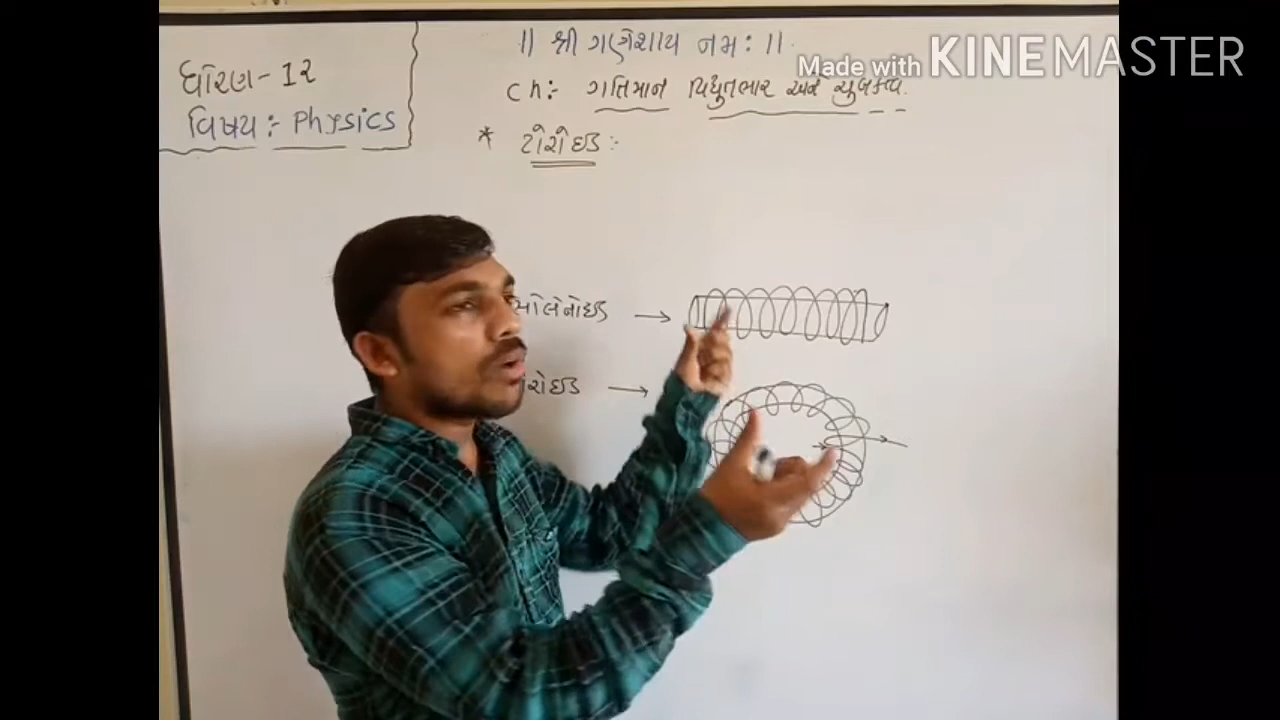 ધોરણ - 12
વિષય :- Physics
|| શ્રી ગણેશાય નમઃ ||
Made with KINEMASTER
ch :- ગતિમાન વિદ્યુતભાર અને ચુંબકત્વ.
* ટોરોઇડ :-
સોલેનોઇડ →
રોઇડ →